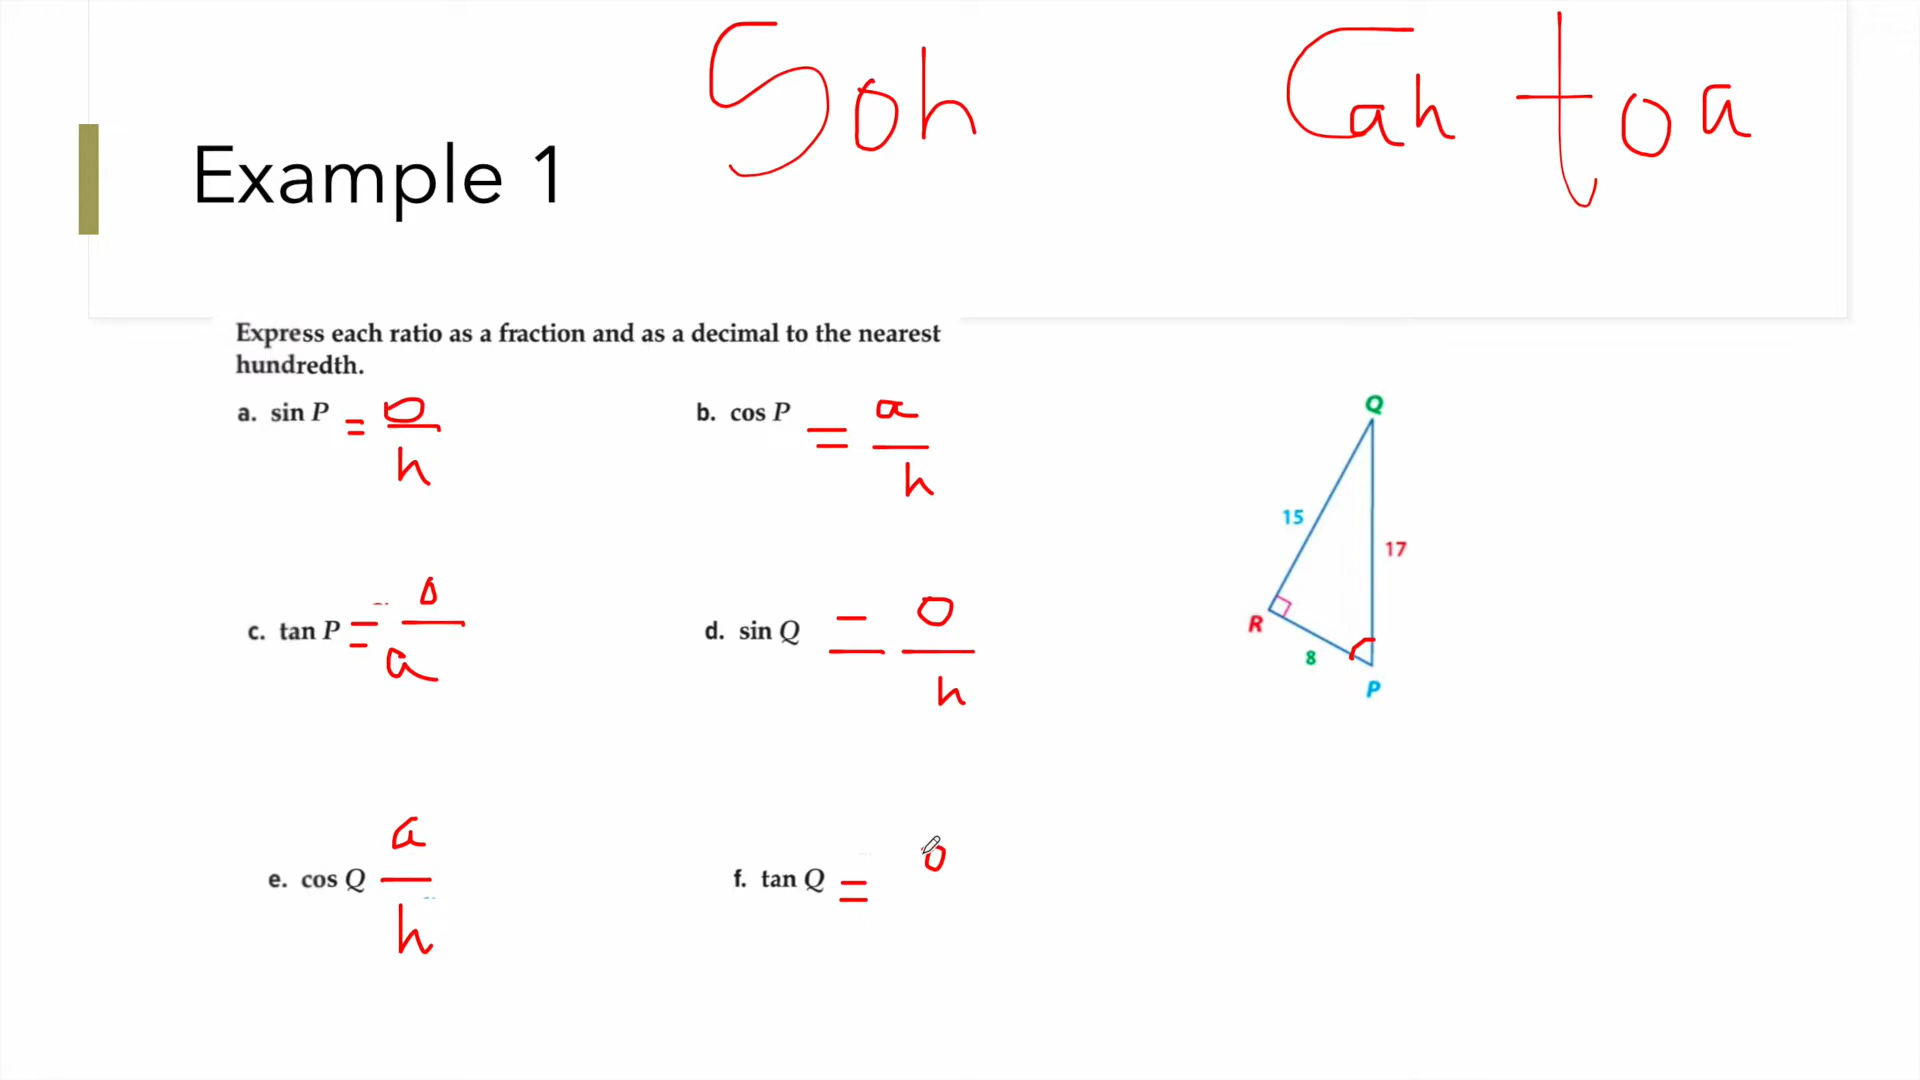 Soh Cah toa
Example 1
Express each ratio as a fraction and as a decimal to the nearest
hundredth.
a. sin P = o/h
b. cos P = a/h
c. tan P = o/a
d. sin Q = o/h
e. cos Q a/h
f. tan Q = o
Q
15
17
R
8
P